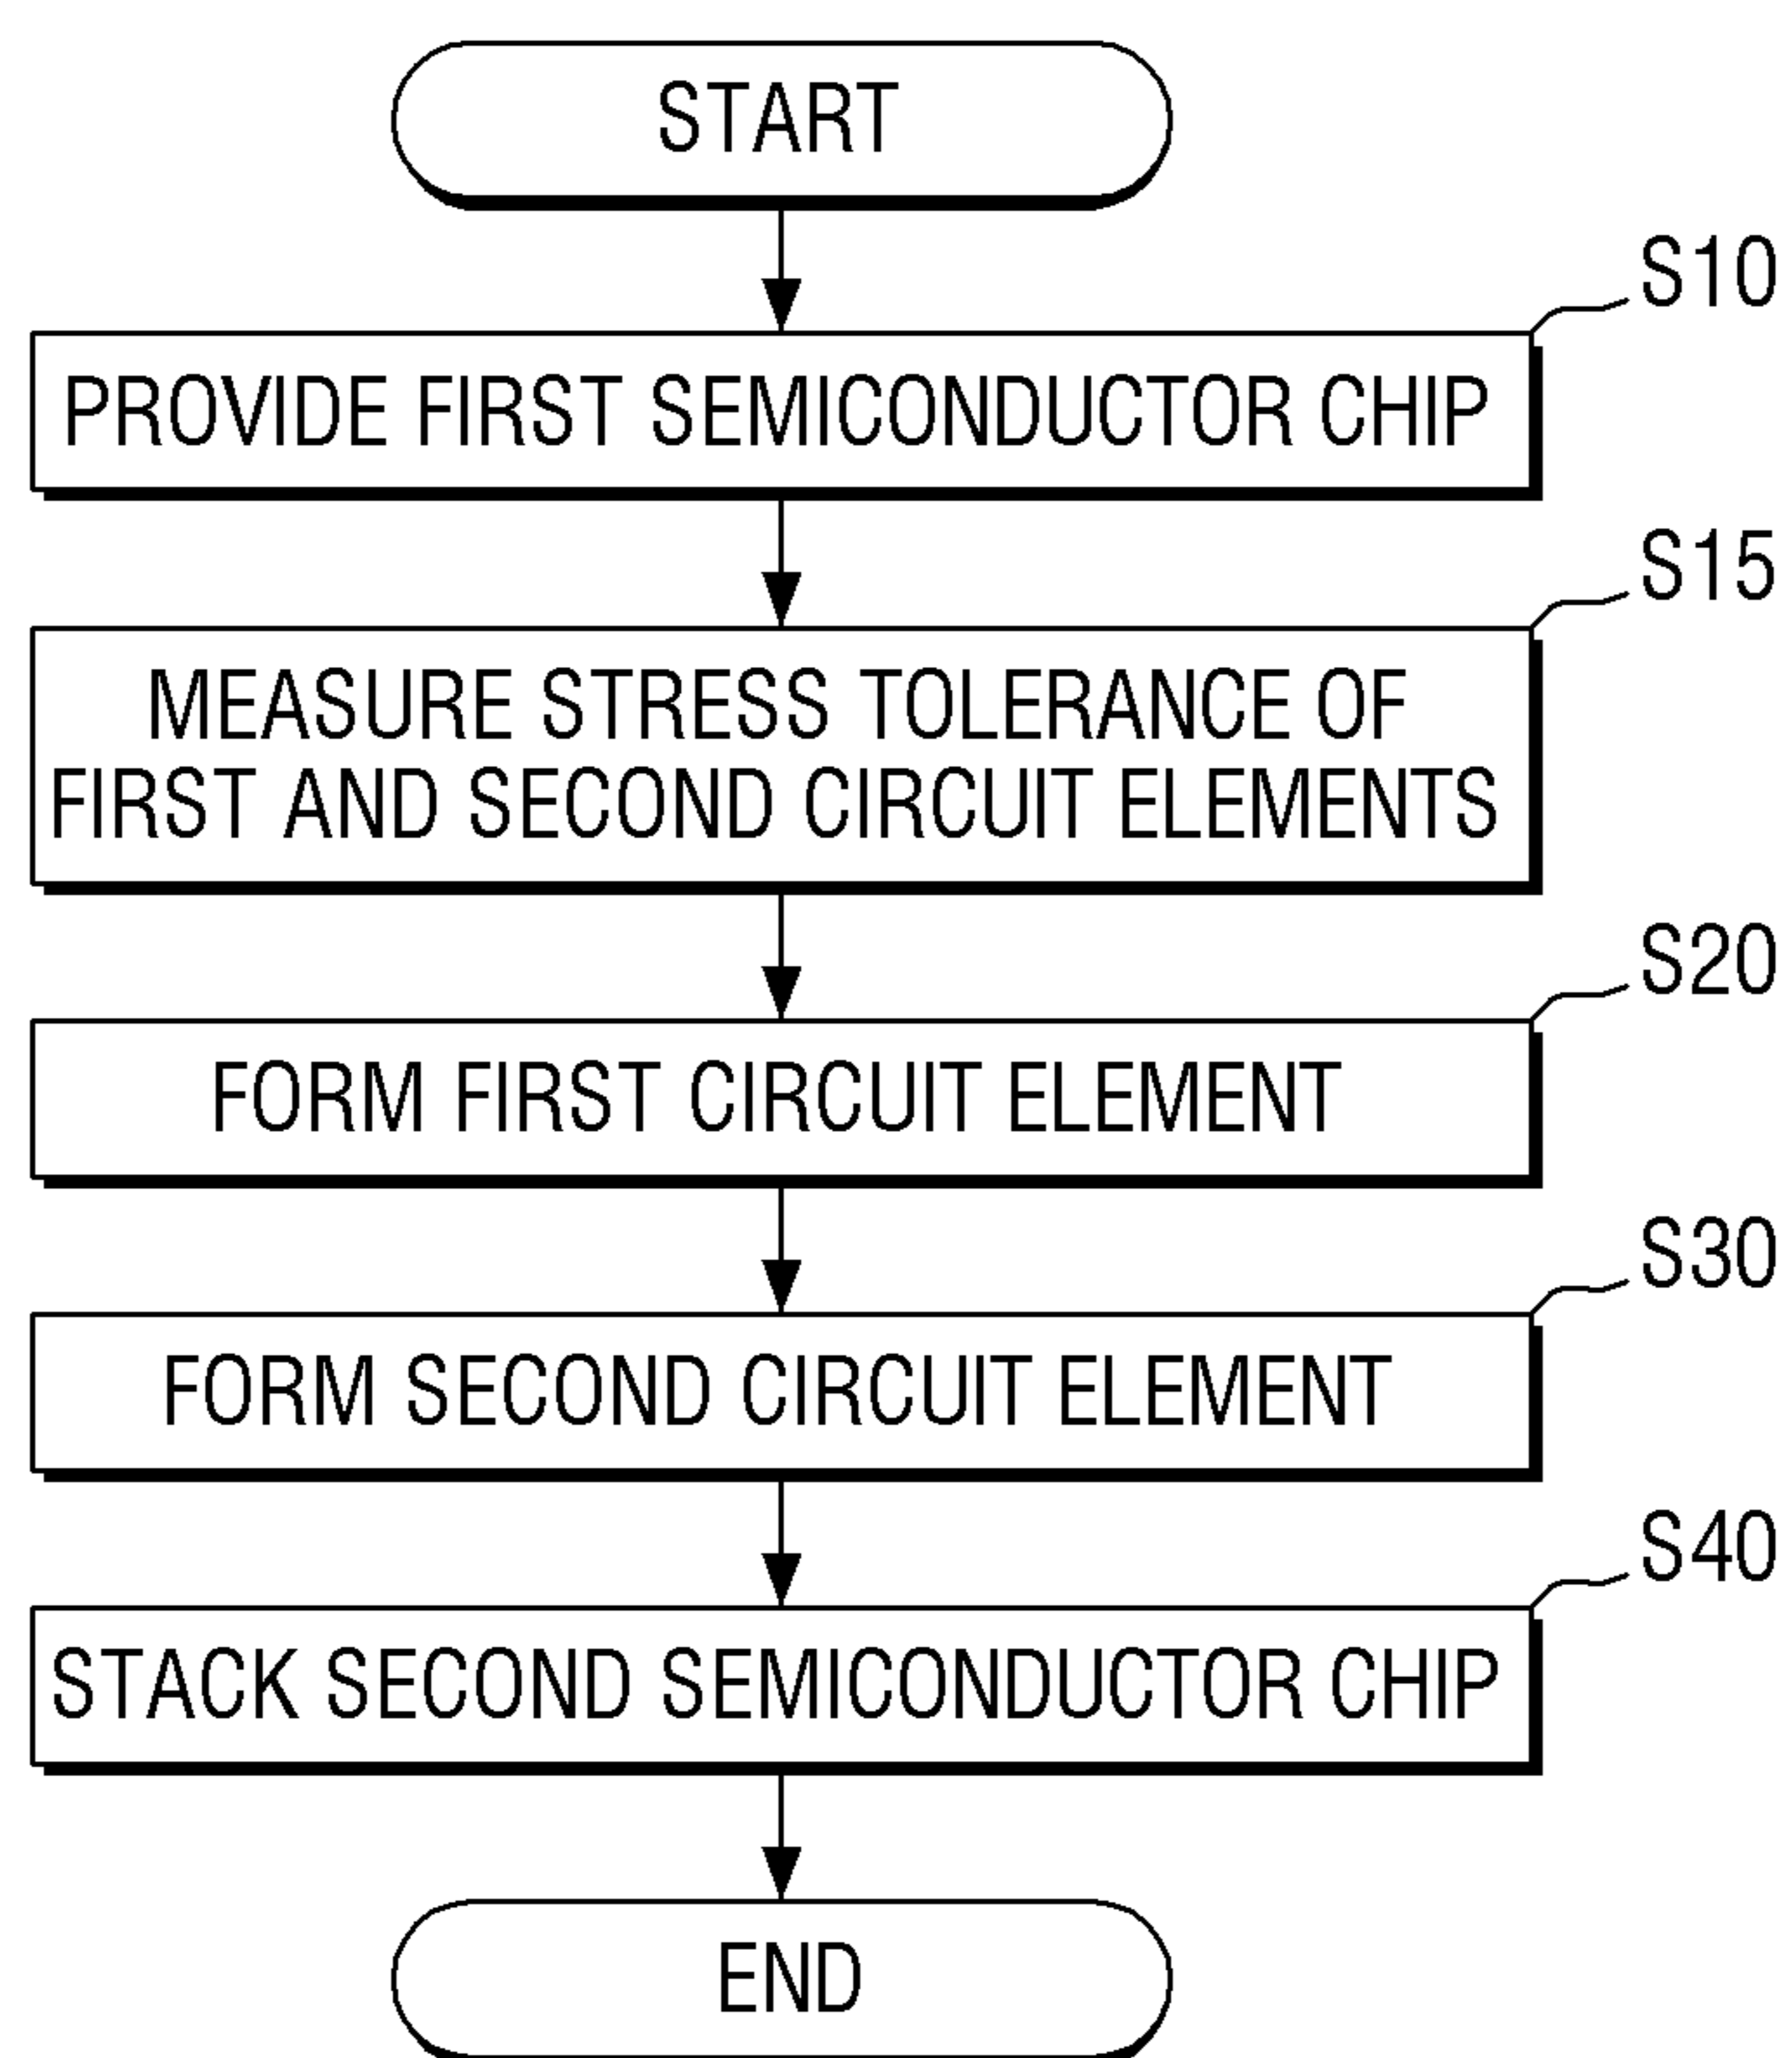 START
S10
PROVIDE FIRST SEMICONDUCTOR CHIP
S15
MEASURE STRESS TOLERANCE OF
FIRST AND SECOND CIRCUIT ELEMENTS
S20
FORM FIRST CIRCUIT ELEMENT
S30
FORM SECOND CIRCUIT ELEMENT
S40
STACK SECOND SEMICONDUCTOR CHIP
END